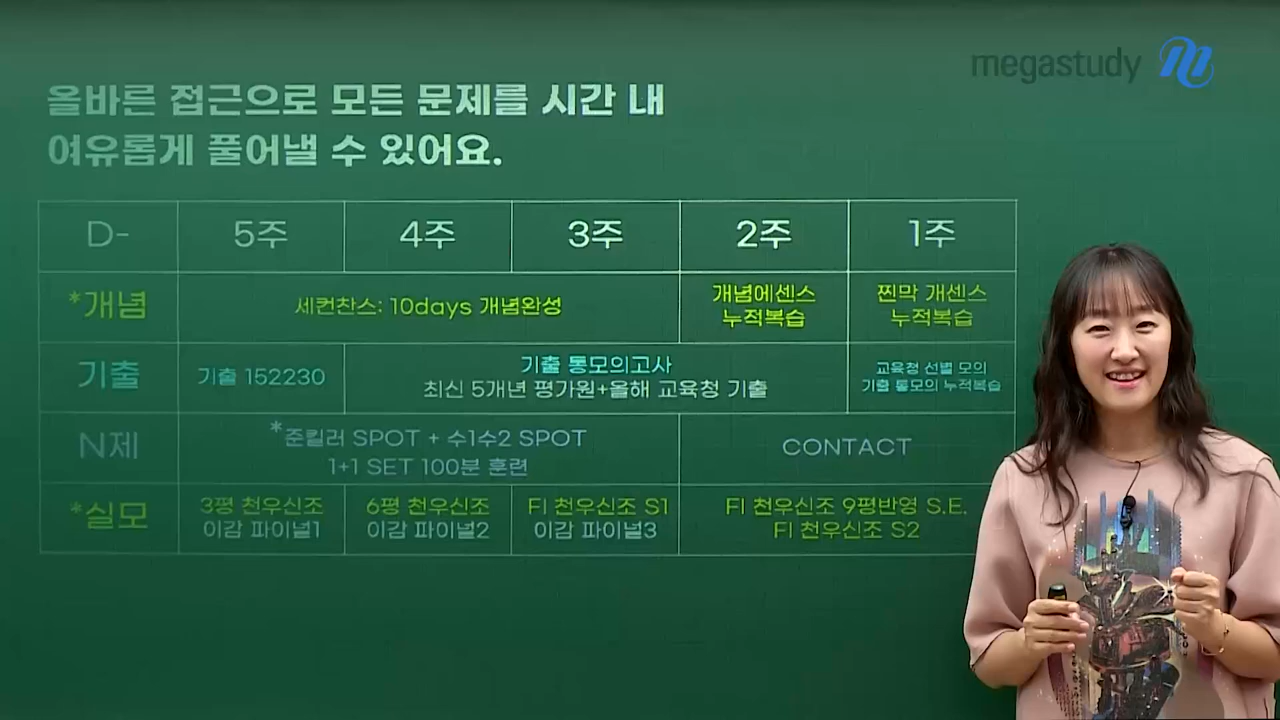 megastudy
올바른 접근으로 모든 문제를 시간 내
여유롭게 풀어낼 수 있어요.
D- 5주 4주 3주 2주 1주
*개념 세컨찬스: 10days 개념완성 개념에센스 누적복습 찐막 개센스 누적복습
기출 기출 152230 기출 통모의고사
최신 5개년 평가원+올해 교육청 기출
교육청 선별 모의
기출 통모의 누적복습
N제 *준킬러 SPOT + 수1수2 SPOT
1+1 SET 100분 훈련
CONTACT
*실모 3평 천우신조
이감 파이널1
6평 천우신조
이감 파이널2
FI 천우신조 S1
이감 파이널3
FI 천우신조 9평반영 S.E.
FI 천우신조 S2